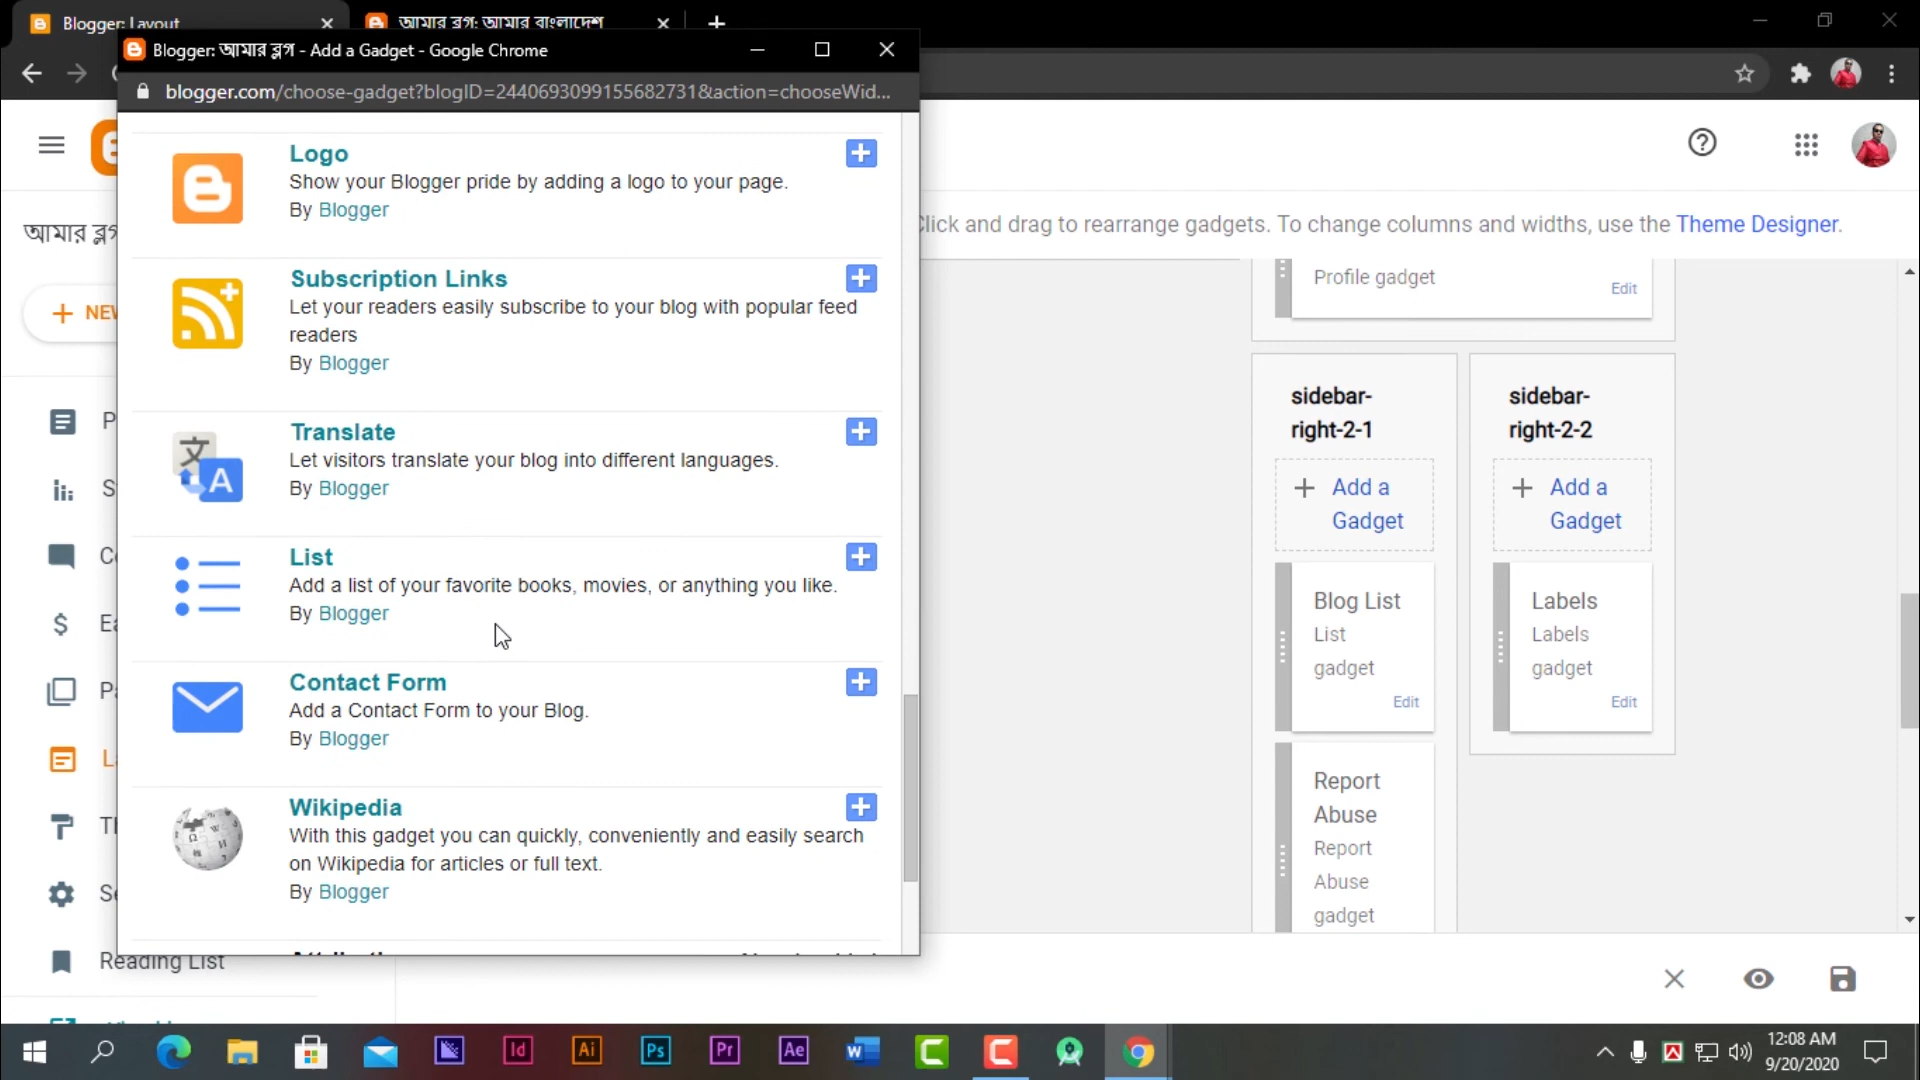 Blogger: Layout
আমার ব্লগ: আমার বাংলাদেশ
Blogger: আমার ব্লগ - Add a Gadget - Google Chrome
blogger.com/choose-gadget?blogID=2440693099155682731&action=chooseWid...
Logo
Show your Blogger pride by adding a logo to your page.
By Blogger
Subscription Links
Let your readers easily subscribe to your blog with popular feed
readers
By Blogger
Translate
Let visitors translate your blog into different languages.
By Blogger
List
Add a list of your favorite books, movies, or anything you like.
By Blogger
Contact Form
Add a Contact Form to your Blog.
By Blogger
Wikipedia
With this gadget you can quickly, conveniently and easily search
on Wikipedia for articles or full text.
By Blogger
আমার ব্লগ
NEW
Reading List
Click and drag to rearrange gadgets. To change columns and widths, use the Theme Designer.
Profile gadget
Edit
sidebar-
right-2-1
Add a
Gadget
Blog List
List
gadget
Edit
Report
Abuse
Report
Abuse
gadget
sidebar-
right-2-2
Add a
Gadget
Labels
Labels
gadget
Edit
Id
Ai
Ps
Pr
Ae
12:08 AM
9/20/2020